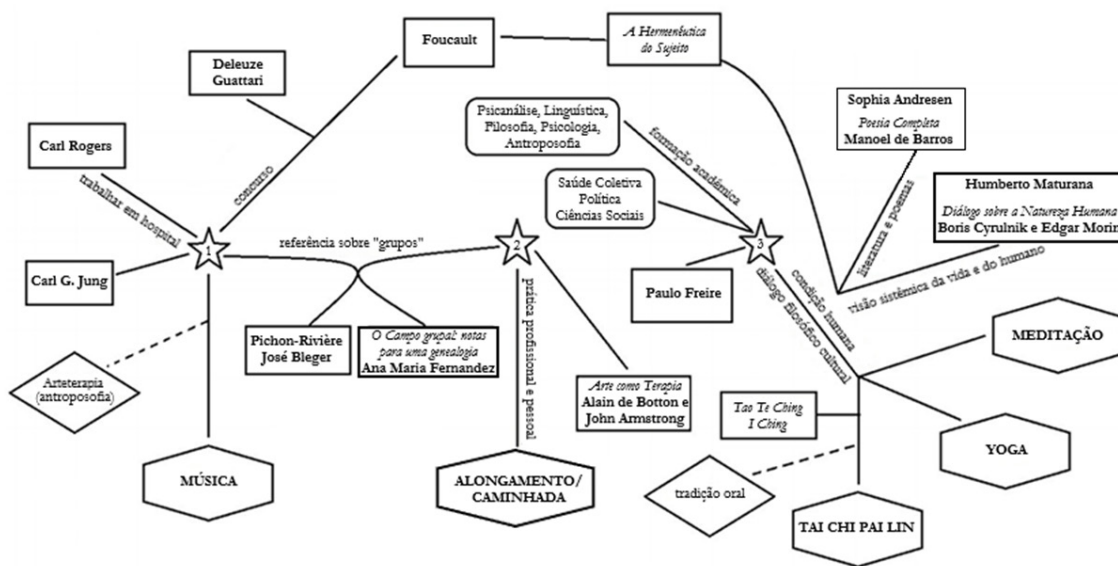 Foucault
A Hermenêutica
do Sujeito
Deleuze
Guattari
Sophia Andresen
Poesia Completa
Manoel de Barros
Psicanálise, Linguística,
Filosofia, Psicologia,
Antroposofia
Carl Rogers
concurso
formação acadêmica
trabalhar em hospital
Saúde Coletiva
Política
Ciências Sociais
literatura e poemas
Humberto Maturana
Diálogo sobre a Natureza Humana
Boris Cyrulnik e Edgar Morin
1
referência sobre "grupos"
2
3
Carl G. Jung
Paulo Freire
condição humana
diálogo filosófico cultural
visão sistêmica da vida e do humano
Pichon-Rivière
José Bleger
O Campo grupal: notas
para uma genealogia
Ana Maria Fernandez
prática profissional e pessoal
MEDITAÇÃO
Arteterapia
(antroposofia)
Arte como Terapia
Alain de Botton e
John Armstrong
Tao Te Ching
I Ching
YOGA
MÚSICA
ALONGAMENTO/
CAMINHADA
tradição oral
TAI CHI PAI LIN